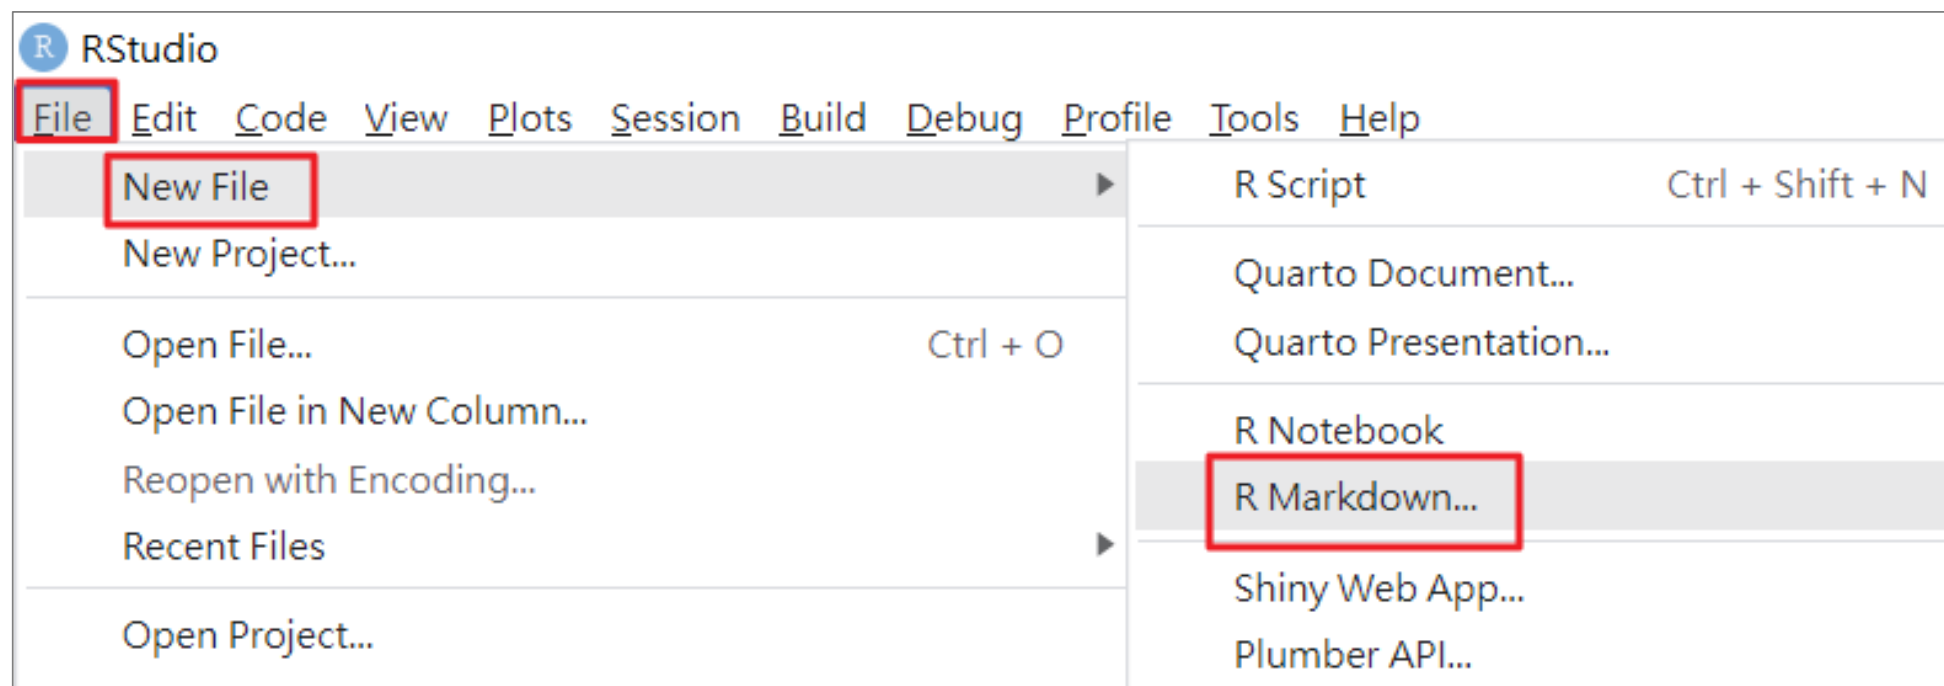 R RStudio
File Edit Code View Plots Session Build Debug Profile Tools Help
New File
New Project...
Open File... Ctrl + O
Open File in New Column...
Reopen with Encoding...
Recent Files
Open Project...
R Script Ctrl + Shift + N
Quarto Document...
Quarto Presentation...
R Notebook
R Markdown...
Shiny Web App...
Plumber API...